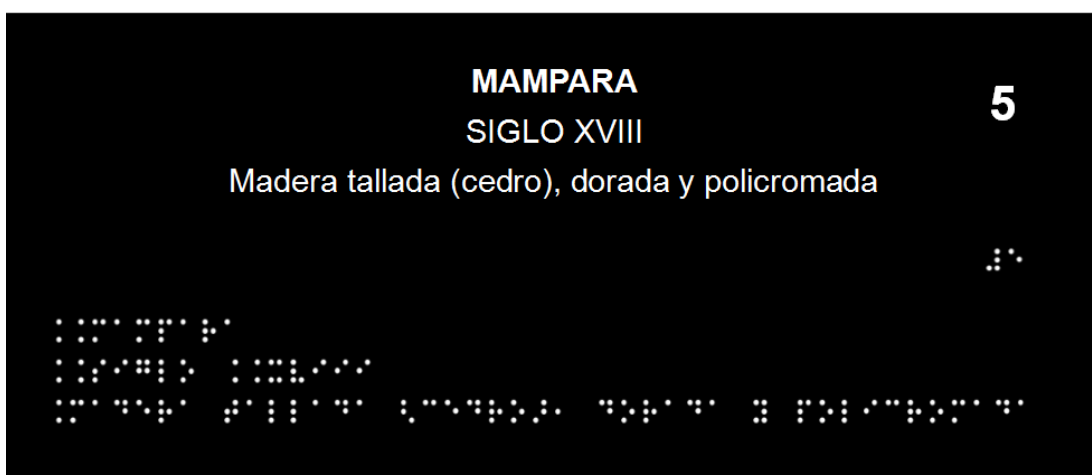 MAMPARA
5
SIGLO XVIII
Madera tallada (cedro), dorada y policromada
⠼⠑
⠨⠨⠍⠁⠍⠏⠁⠗⠁
⠨⠨⠎⠊⠛⠇⠕ ⠨⠨⠭⠧⠊⠊⠊
⠨⠍⠁⠙⠑⠗⠁ ⠞⠁⠇⠇⠁⠙⠁ ⠣⠉⠑⠙⠗⠕⠜⠂ ⠙⠕⠗⠁⠙⠁ ⠽ ⠏⠕⠇⠊⠉⠗⠕⠍⠁⠙⠁